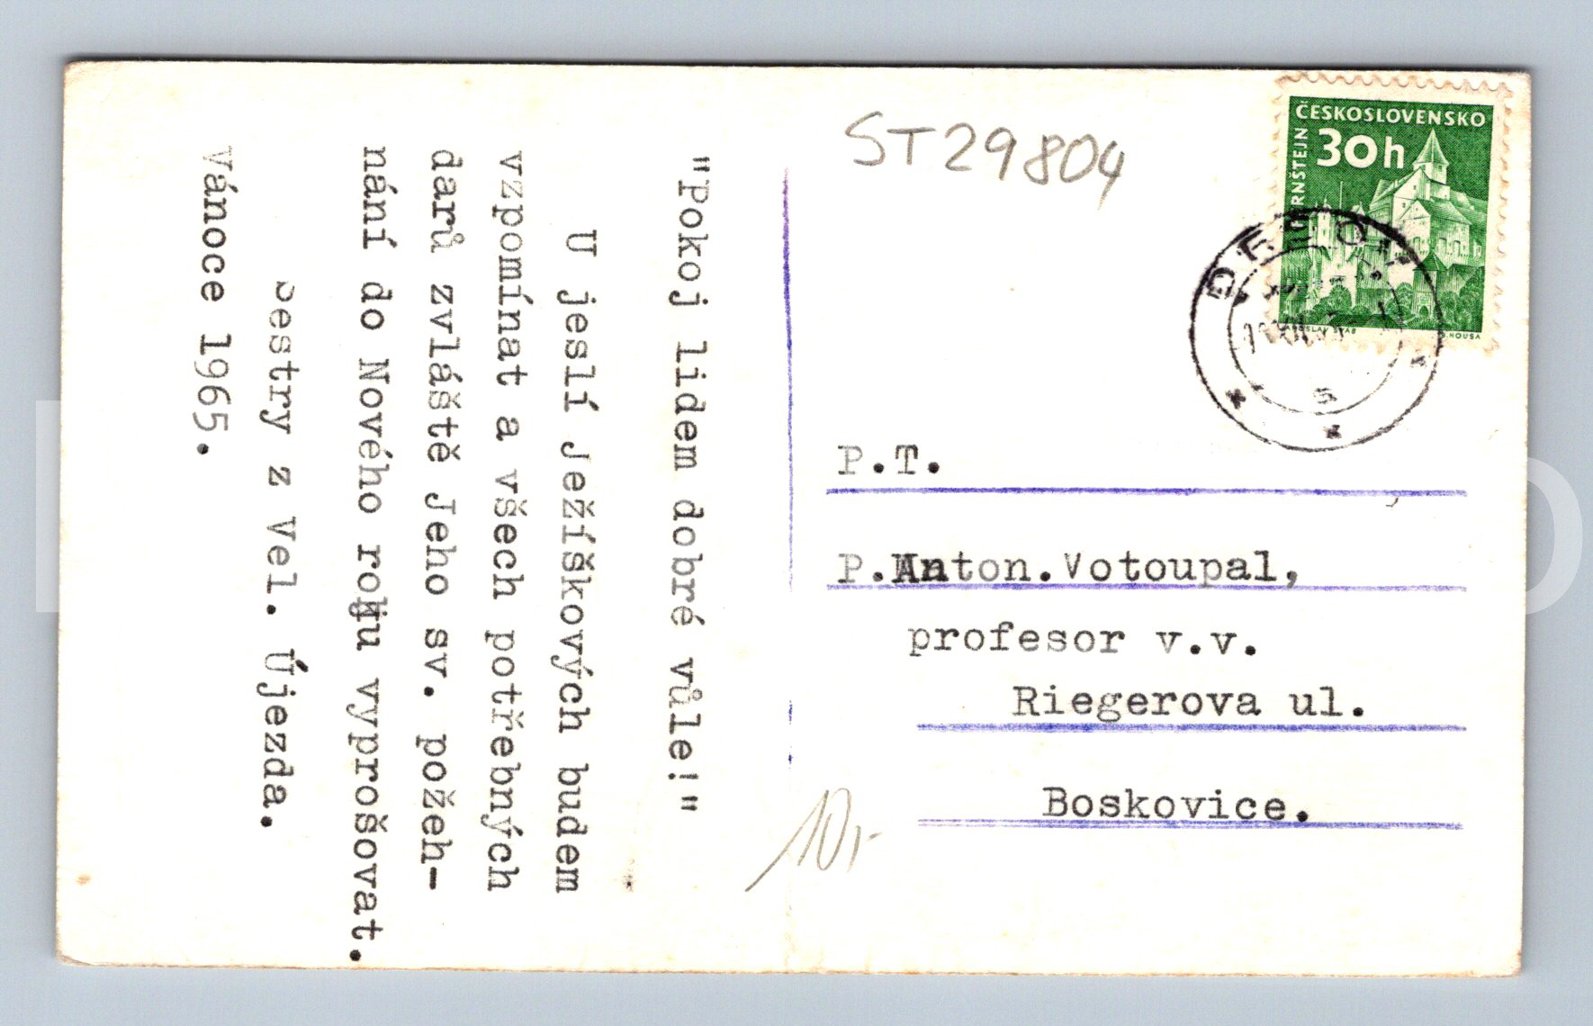 "Pokoj lidem dobré vůle!"
U jeslí Ježíškových budem
vzpomínat a všech potřebných
darů zvláště Jeho sv. požeh-
nání do Nového roku vyprošovat.
Sestry z Vel. Újezda.
Vánoce 1965.
ST29804
ČESKOSLOVENSKO
30h
P.T.
P.Anton.Votoupal,
profesor v.v.
Riegerova ul.
Boskovice.
10,-